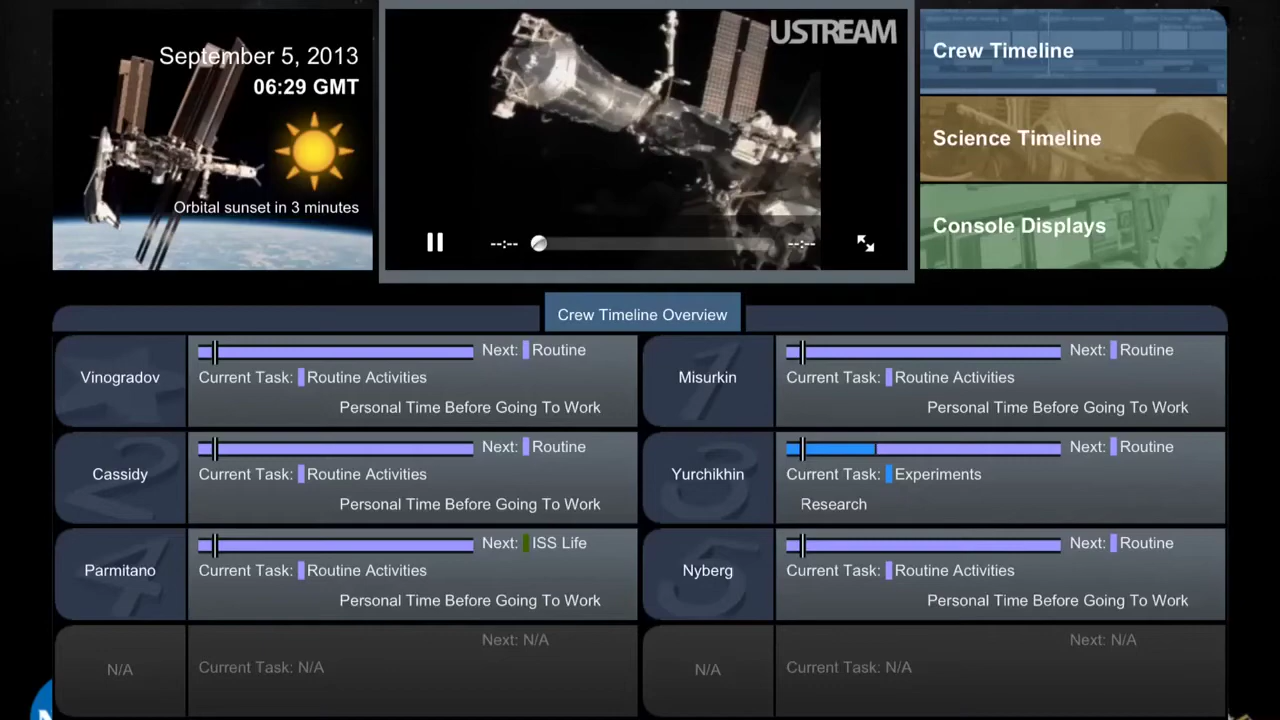 September 5, 2013
06:29 GMT
Orbital sunset in 3 minutes
USTREAM
--:--
--:--
Crew Timeline
Science Timeline
Console Displays
Crew Timeline Overview
Vinogradov
Next: Routine
Current Task: Routine Activities
Personal Time Before Going To Work
1
Misurkin
Next: Routine
Current Task: Routine Activities
Personal Time Before Going To Work
2
Cassidy
Next: Routine
Current Task: Routine Activities
Personal Time Before Going To Work
3
Yurchikhin
Next: Routine
Current Task: Experiments
Research
4
Parmitano
Next: ISS Life
Current Task: Routine Activities
Personal Time Before Going To Work
5
Nyberg
Next: Routine
Current Task: Routine Activities
Personal Time Before Going To Work
N/A
Next: N/A
Current Task: N/A
N/A
Next: N/A
Current Task: N/A